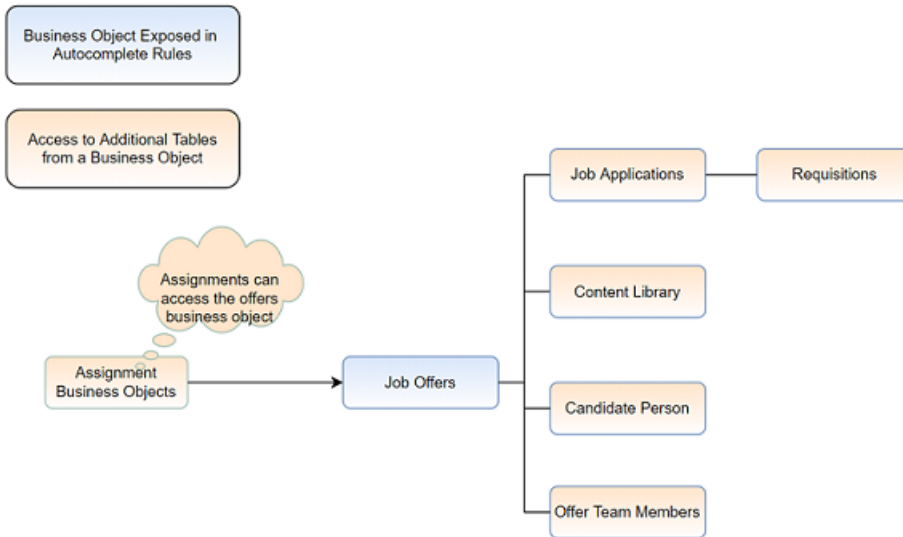 Business Object Exposed in
Autocomplete Rules
Access to Additional Tables
from a Business Object
Job Applications
Requisitions
Assignments can
access the offers
business object
Content Library
Assignment
Business Objects
Job Offers
Candidate Person
Offer Team Members